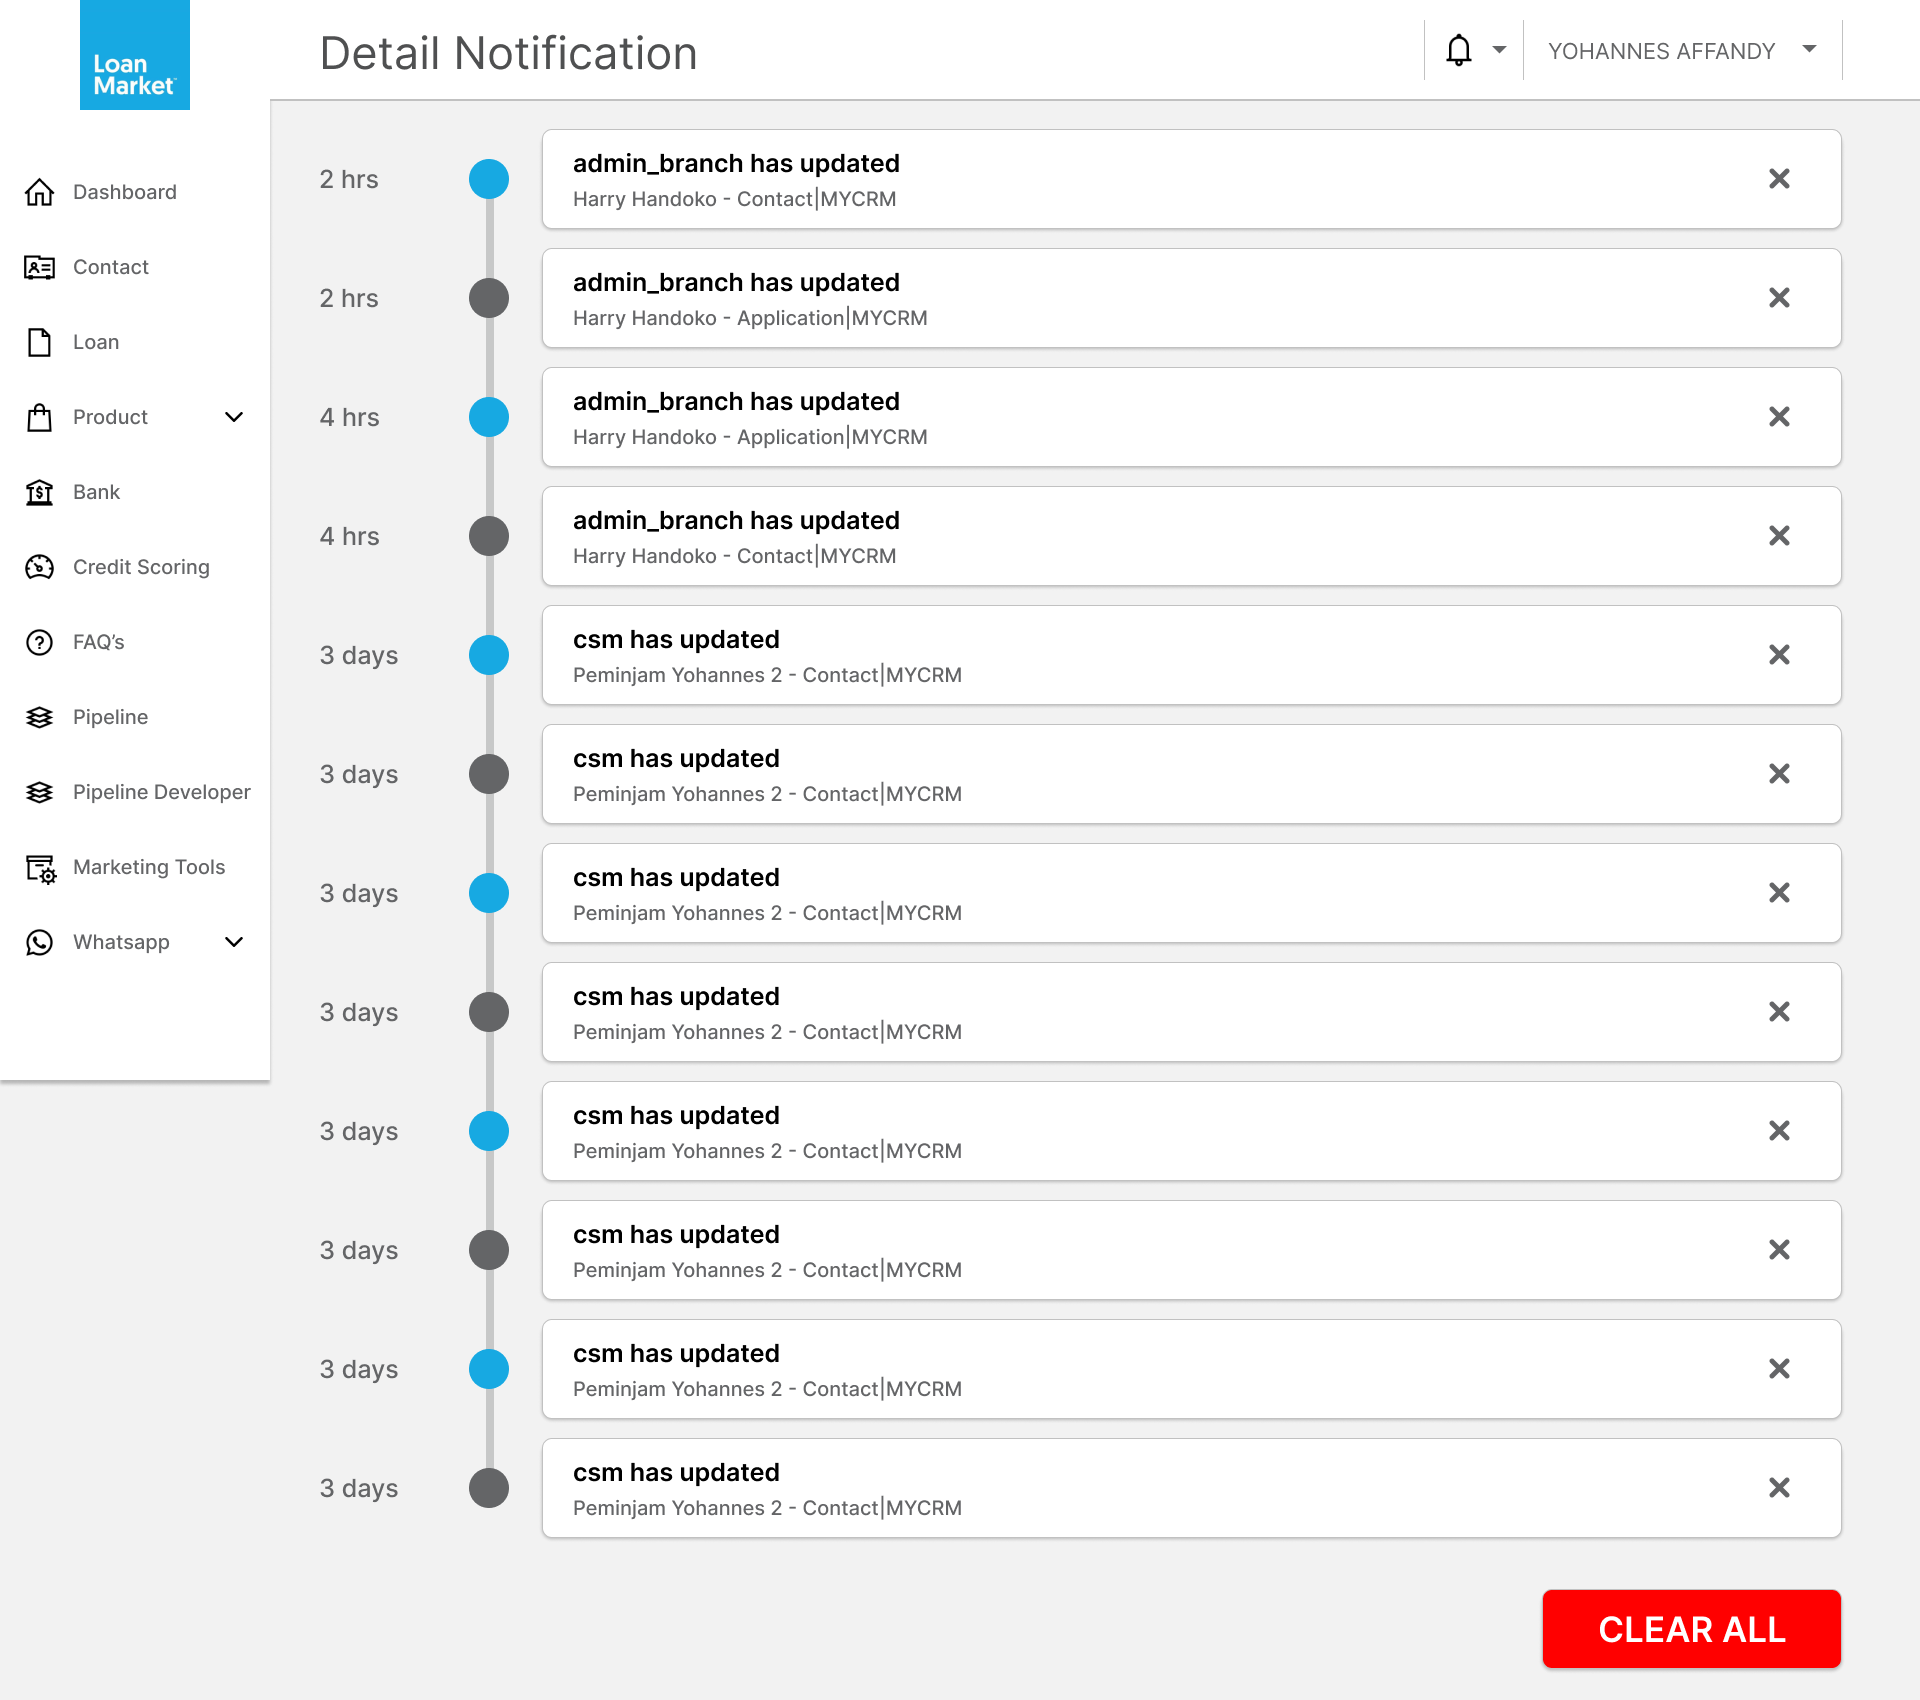 Loan
Market
Detail Notification
YOHANNES AFFANDY
Dashboard
Contact
Loan
Product
Bank
Credit Scoring
FAQ's
Pipeline
Pipeline Developer
Marketing Tools
Whatsapp
2 hrs
admin_branch has updated
Harry Handoko - Contact|MYCRM
2 hrs
admin_branch has updated
Harry Handoko - Application|MYCRM
4 hrs
admin_branch has updated
Harry Handoko - Application|MYCRM
4 hrs
admin_branch has updated
Harry Handoko - Contact|MYCRM
3 days
csm has updated
Peminjam Yohannes 2 - Contact|MYCRM
3 days
csm has updated
Peminjam Yohannes 2 - Contact|MYCRM
3 days
csm has updated
Peminjam Yohannes 2 - Contact|MYCRM
3 days
csm has updated
Peminjam Yohannes 2 - Contact|MYCRM
3 days
csm has updated
Peminjam Yohannes 2 - Contact|MYCRM
3 days
csm has updated
Peminjam Yohannes 2 - Contact|MYCRM
3 days
csm has updated
Peminjam Yohannes 2 - Contact|MYCRM
3 days
csm has updated
Peminjam Yohannes 2 - Contact|MYCRM
CLEAR ALL